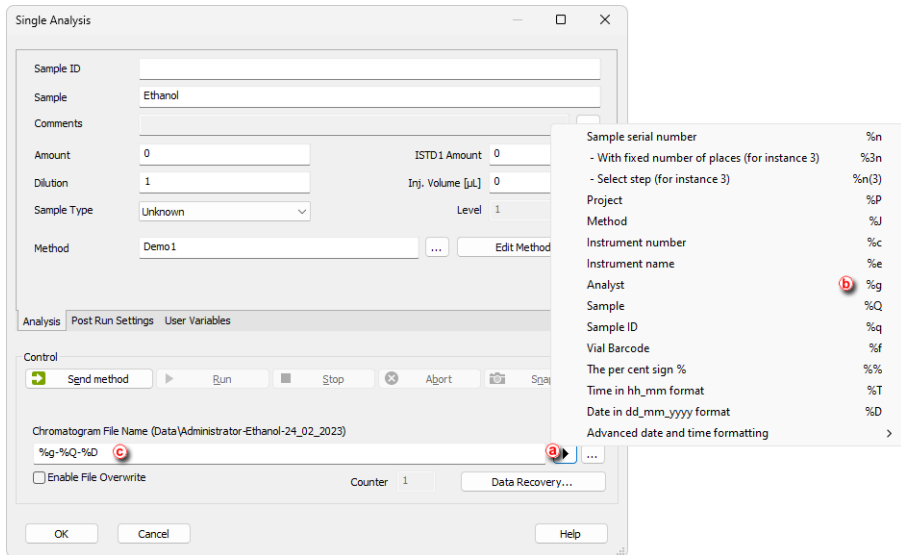 Single Analysis
Sample ID
Sample Ethanol
Comments
Amount 0 ISTD1 Amount 0
Dilution 1 Inj. Volume [µL] 0
Sample Type Unknown Level 1
Method Demo1 ... Edit Method
Analysis Post Run Settings User Variables
Control
Send method Run Stop Abort
Chromatogram File Name (Data\Administrator-Ethanol-24_02_2023)
%g-%Q-%D c a ...
Enable File Overwrite Counter 1 Data Recovery...
OK Cancel Help
Sample serial number %n
- With fixed number of places (for instance 3) %3n
- Select step (for instance 3) %n(3)
Project %P
Method %J
Instrument number %c
Instrument name %e
Analyst b %g
Sample %Q
Sample ID %q
Vial Barcode %f
The per cent sign % %%
Time in hh_mm format %T
Date in dd_mm_yyyy format %D
Advanced date and time formatting